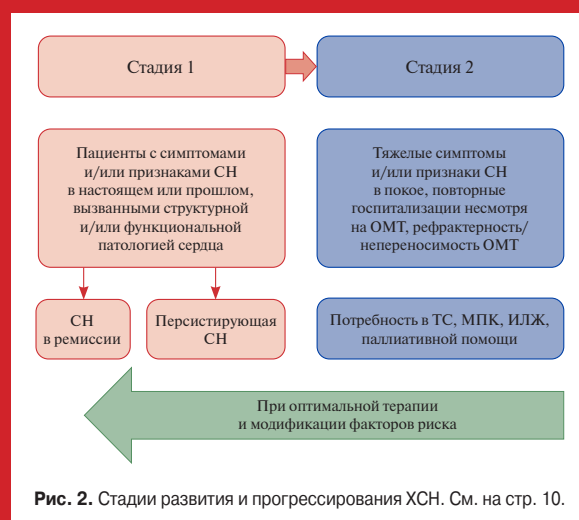 Стадия 1
Стадия 2
Пациенты с симптомами
и/или признаками СН
в настоящем или прошлом,
вызванными структурной
и/или функциональной
патологией сердца
Тяжелые симптомы
и/или признаки СН
в покое, повторные
госпитализации несмотря
на ОМТ, рефрактерность/
непереносимость ОМТ
СН
в ремиссии
Персистирующая
СН
Потребность в ТС, МПК, ИЛЖ,
паллиативной помощи
При оптимальной терапии
и модификации факторов риска
Рис. 2. Стадии развития и прогрессирования ХСН. См. на стр. 10.